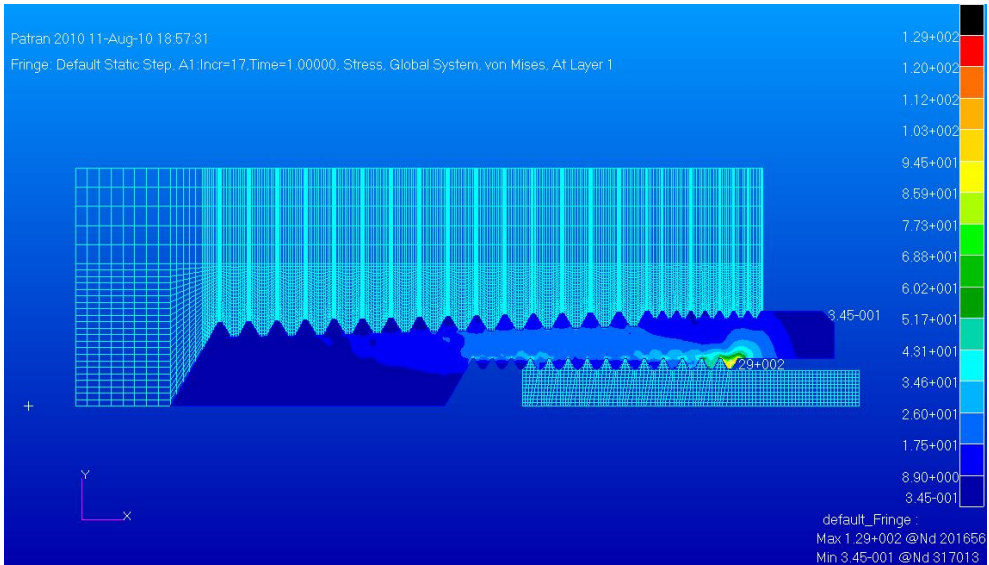 Patran 2010 11-Aug-10 18:57:31
Fringe: Default Static Step, A1:Incr=17,Time=1.00000, Stress, Global System, von Mises, At Layer 1
1.29+002
1.20+002
1.12+002
1.03+002
9.45+001
8.59+001
7.73+001
6.88+001
6.02+001
5.17+001
4.31+001
3.46+001
2.60+001
1.75+001
8.90+000
3.45-001
3.45-001
29+002
Y
X
default_Fringe :
Max 1.29+002 @Nd 201656
Min 3.45-001 @Nd 317013